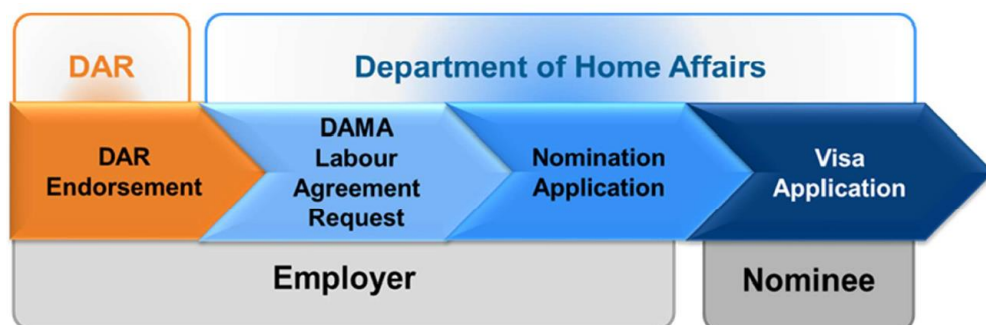 DAR
Department of Home Affairs
DAR
Endorsement
DAMA
Labour
Agreement
Request
Nomination
Application
Visa
Application
Employer
Nominee